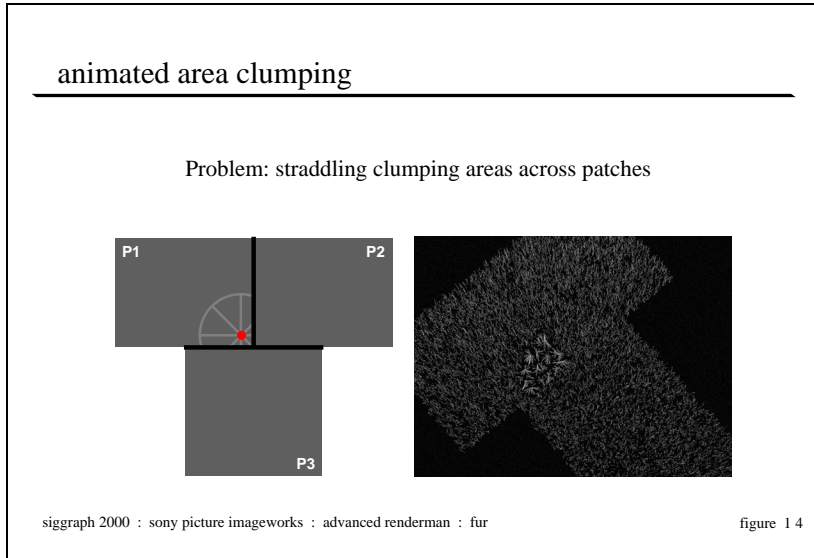 animated area clumping
Problem: straddling clumping areas across patches
P1
P2
P3
siggraph 2000 : sony picture imageworks : advanced renderman : fur
figure 1 4